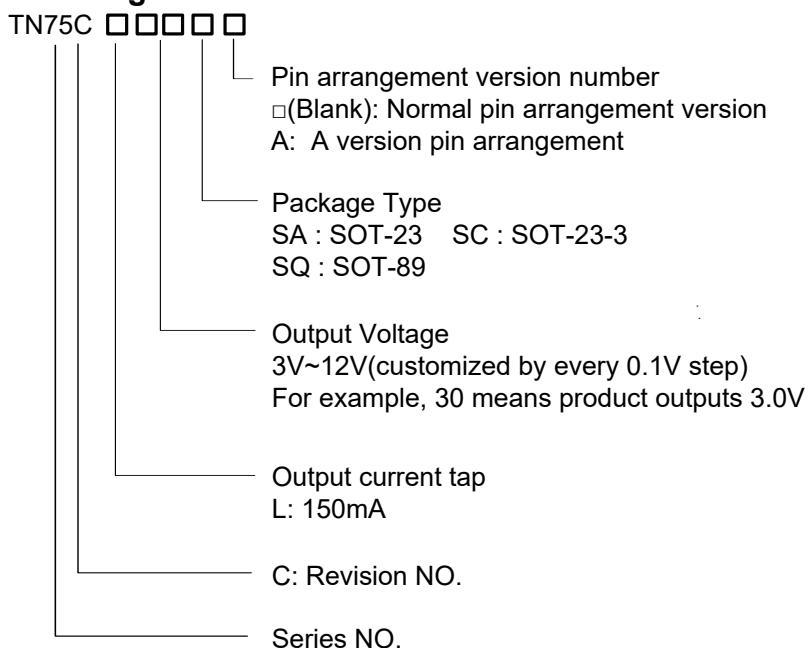 TN75C □□□□□
Pin arrangement version number
□(Blank): Normal pin arrangement version
A: A version pin arrangement
Package Type
SA : SOT-23 SC : SOT-23-3
SQ : SOT-89
Output Voltage
3V~12V(customized by every 0.1V step)
For example, 30 means product outputs 3.0V
Output current tap
L: 150mA
C: Revision NO.
Series NO.